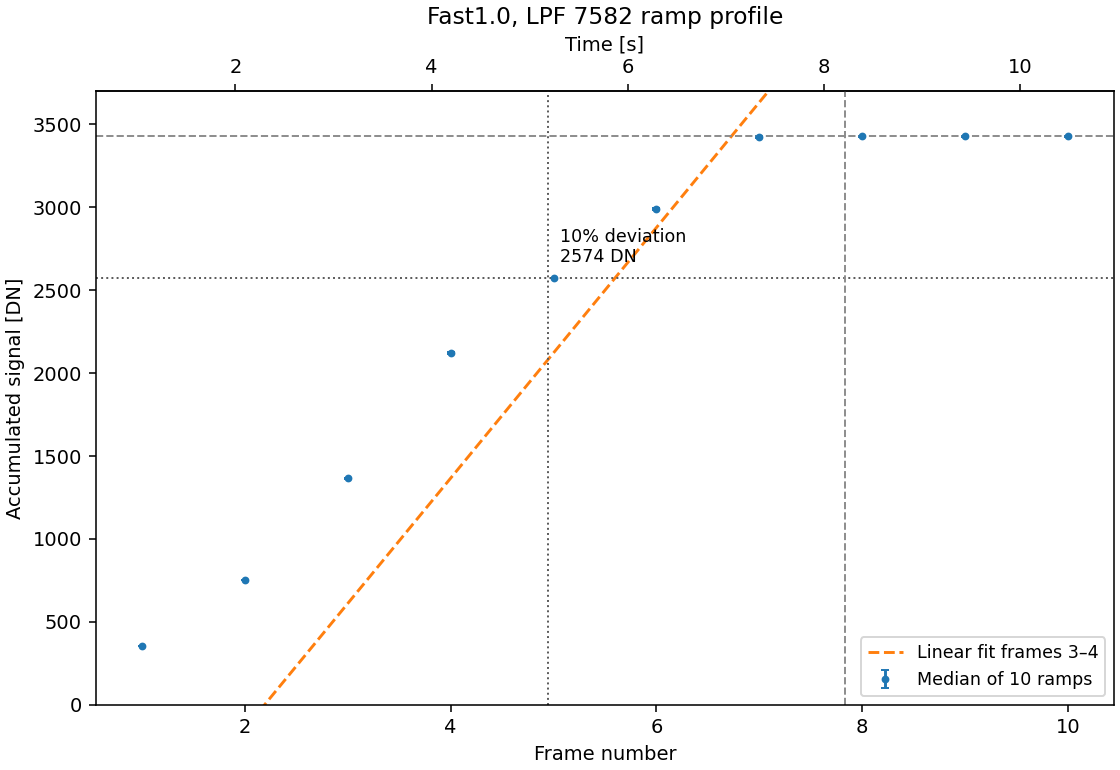 Fast1.0, LPF 7582 ramp profile
Time [s]
2 4 6 8 10
3500
3000
2500
2000
1500
1000
500
0
Accumulated signal [DN]
10% deviation
2574 DN
Linear fit frames 3–4
Median of 10 ramps
2 4 6 8 10
Frame number